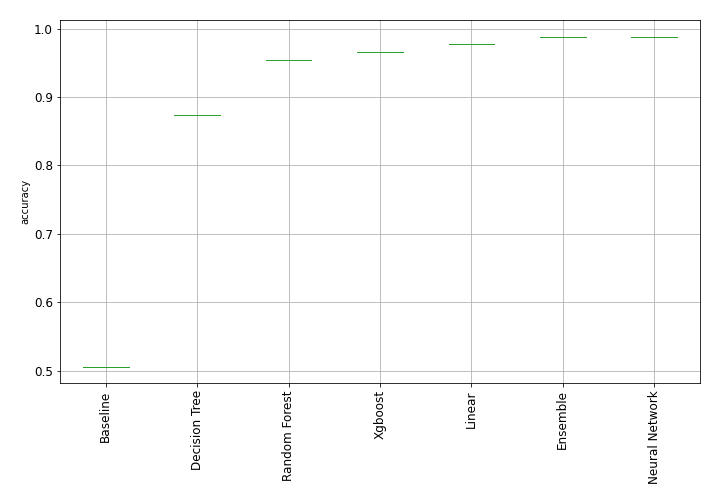 1.0
0.9
0.8
0.7
0.6
0.5
accuracy
Baseline
Decision Tree
Random Forest
Xgboost
Linear
Ensemble
Neural Network